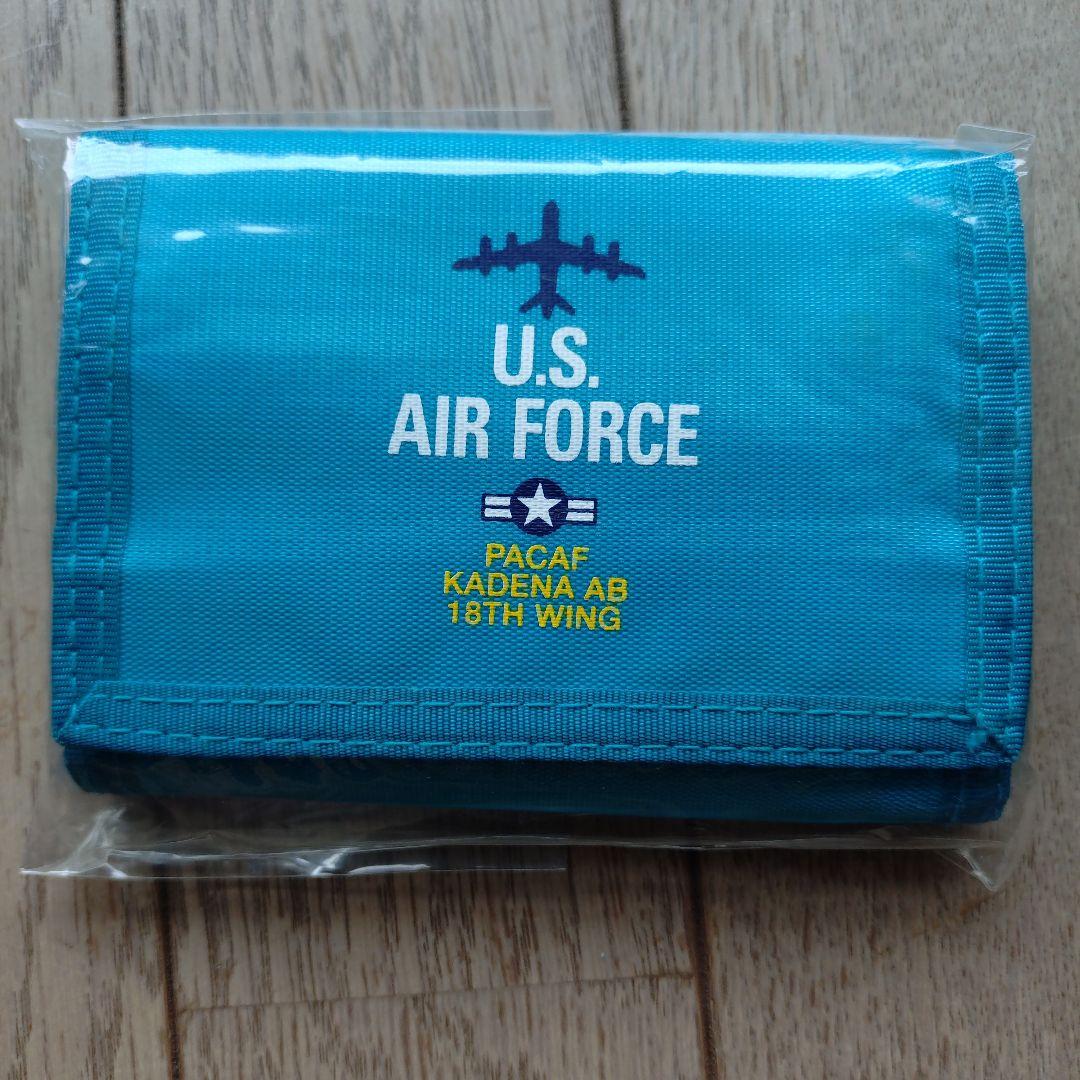 U.S.
AIR FORCE
PACAF
KADENA AB
18TH WING